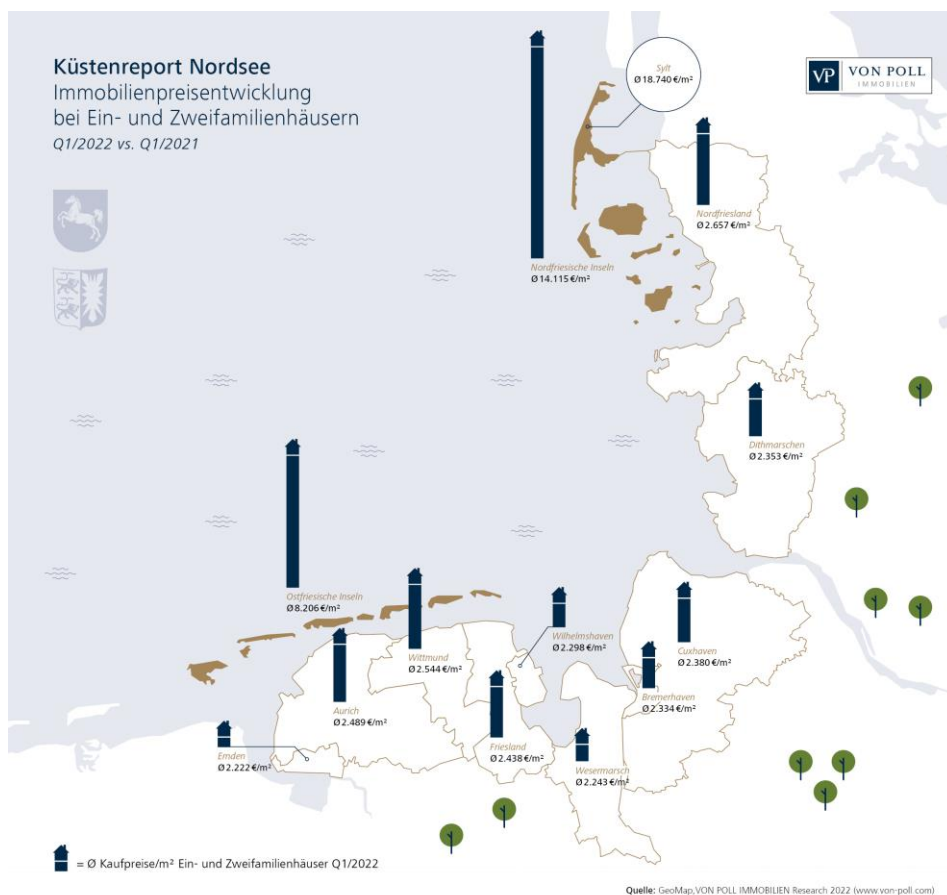 Küstenreport Nordsee
Immobilienpreisentwicklung
bei Ein- und Zweifamilienhäusern
Q1/2022 vs. Q1/2021
Sylt
Ø 18.740 €/m²
VP VON POLL
IMMOBILIEN
Nordfriesland
Ø 2.657 €/m²
Nordfriesische Inseln
Ø 14.115 €/m²
Dithmarschen
Ø 2.353 €/m²
Ostfriesische Inseln
Ø 8.206 €/m²
Wilhelmshaven
Ø 2.298 €/m²
Wittmund
Ø 2.544 €/m²
Cuxhaven
Ø 2.380 €/m²
Bremerhaven
Ø 2.334 €/m²
Aurich
Ø 2.489 €/m²
Friesland
Ø 2.438 €/m²
Emden
Ø 2.222 €/m²
Wesermarsch
Ø 2.243 €/m²
= Ø Kaufpreise/m² Ein- und Zweifamilienhäuser Q1/2022
Quelle: GeoMap,VON POLL IMMOBILIEN Research 2022 (www.von-poll.com)